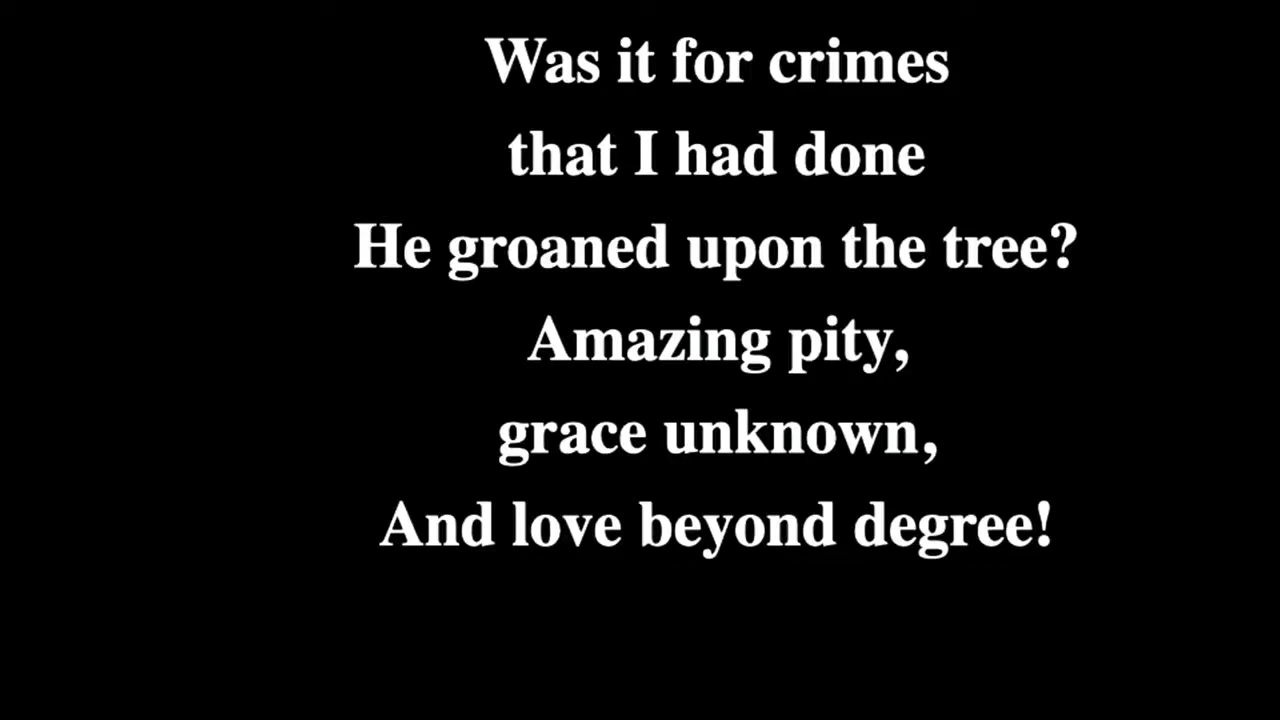 Was it for crimes
that I had done
He groaned upon the tree?
Amazing pity,
grace unknown,
And love beyond degree!